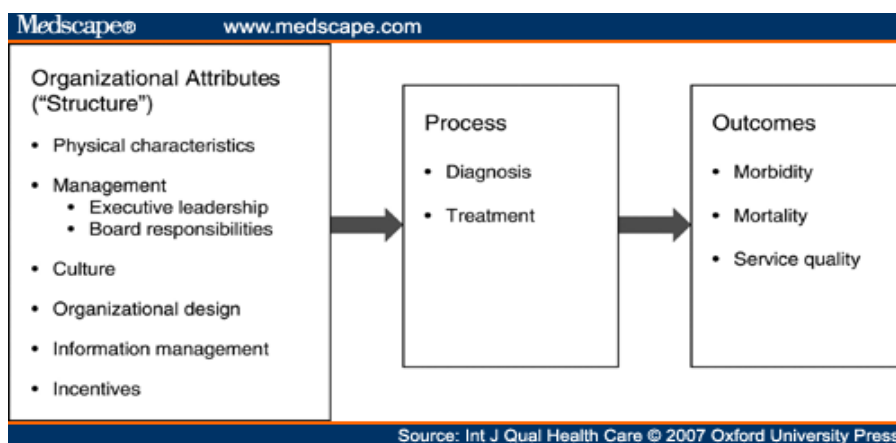 Medscape® www.medscape.com
Organizational Attributes
("Structure")
• Physical characteristics
• Management
• Executive leadership
• Board responsibilities
• Culture
• Organizational design
• Information management
• Incentives
Process
• Diagnosis
• Treatment
Outcomes
• Morbidity
• Mortality
• Service quality
Source: Int J Qual Health Care © 2007 Oxford University Press